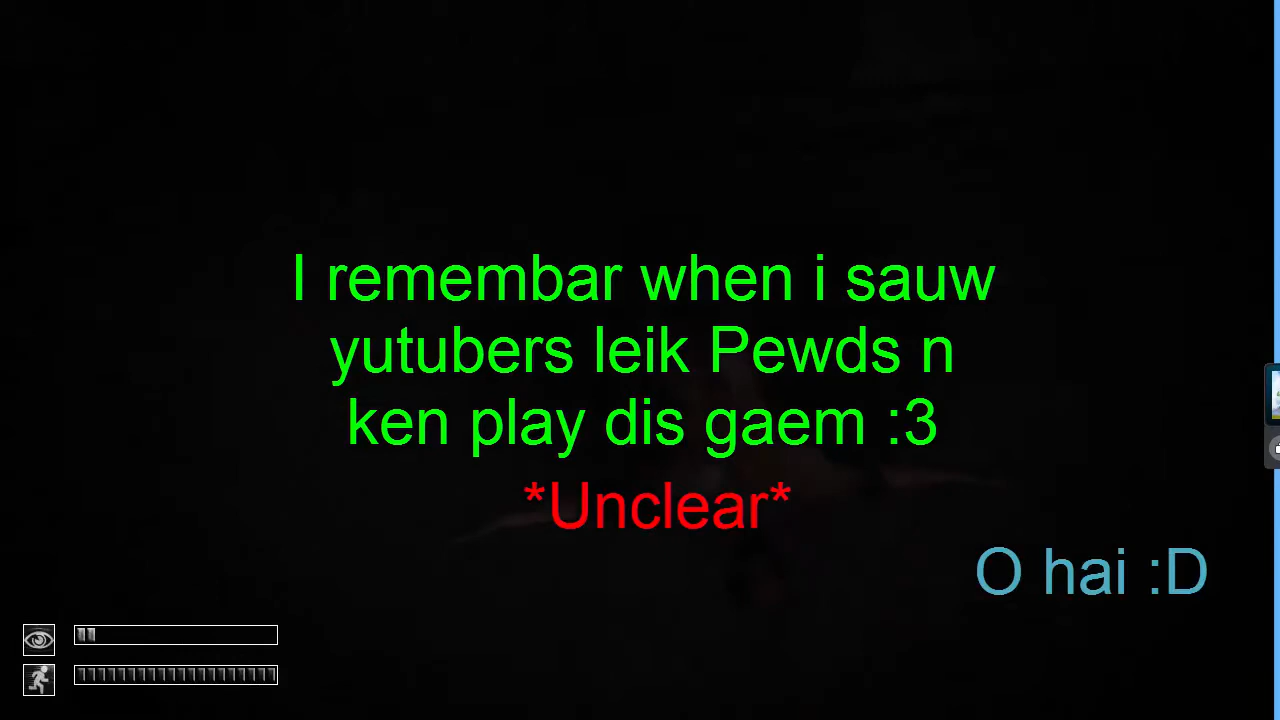 I remembar when i sauw
yutubers leik Pewds n
ken play dis gaem :3
*Unclear*
O hai :D